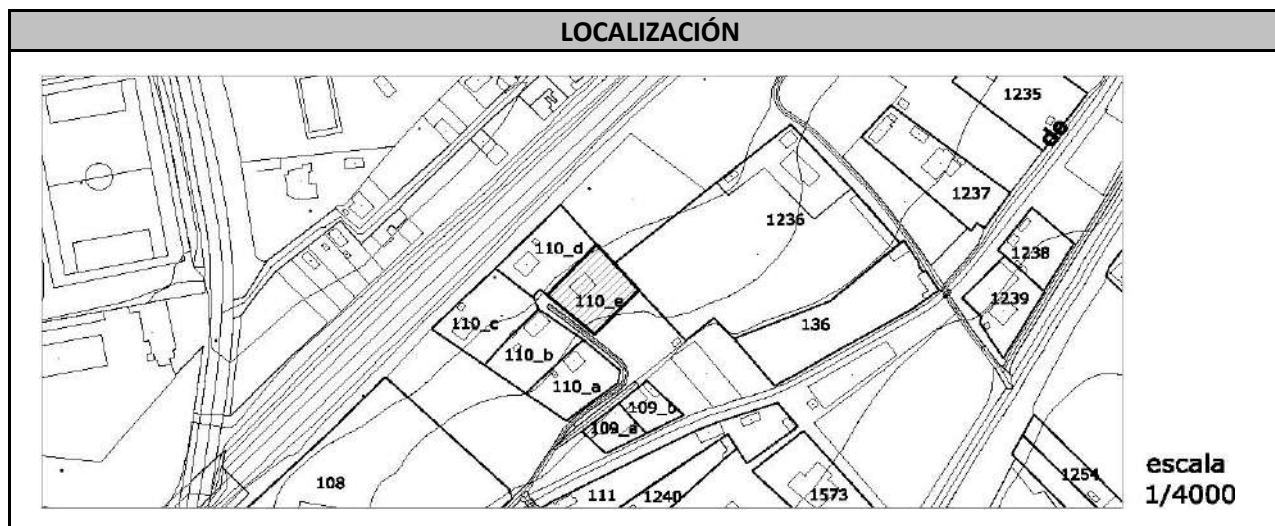 LOCALIZACIÓN
1235
de
1237
1236
1238
110_d
1239
110_e
110_c
136
110_b
110_a
109_b
109_a
108
111
1240
1573
1254
escala
1/4000